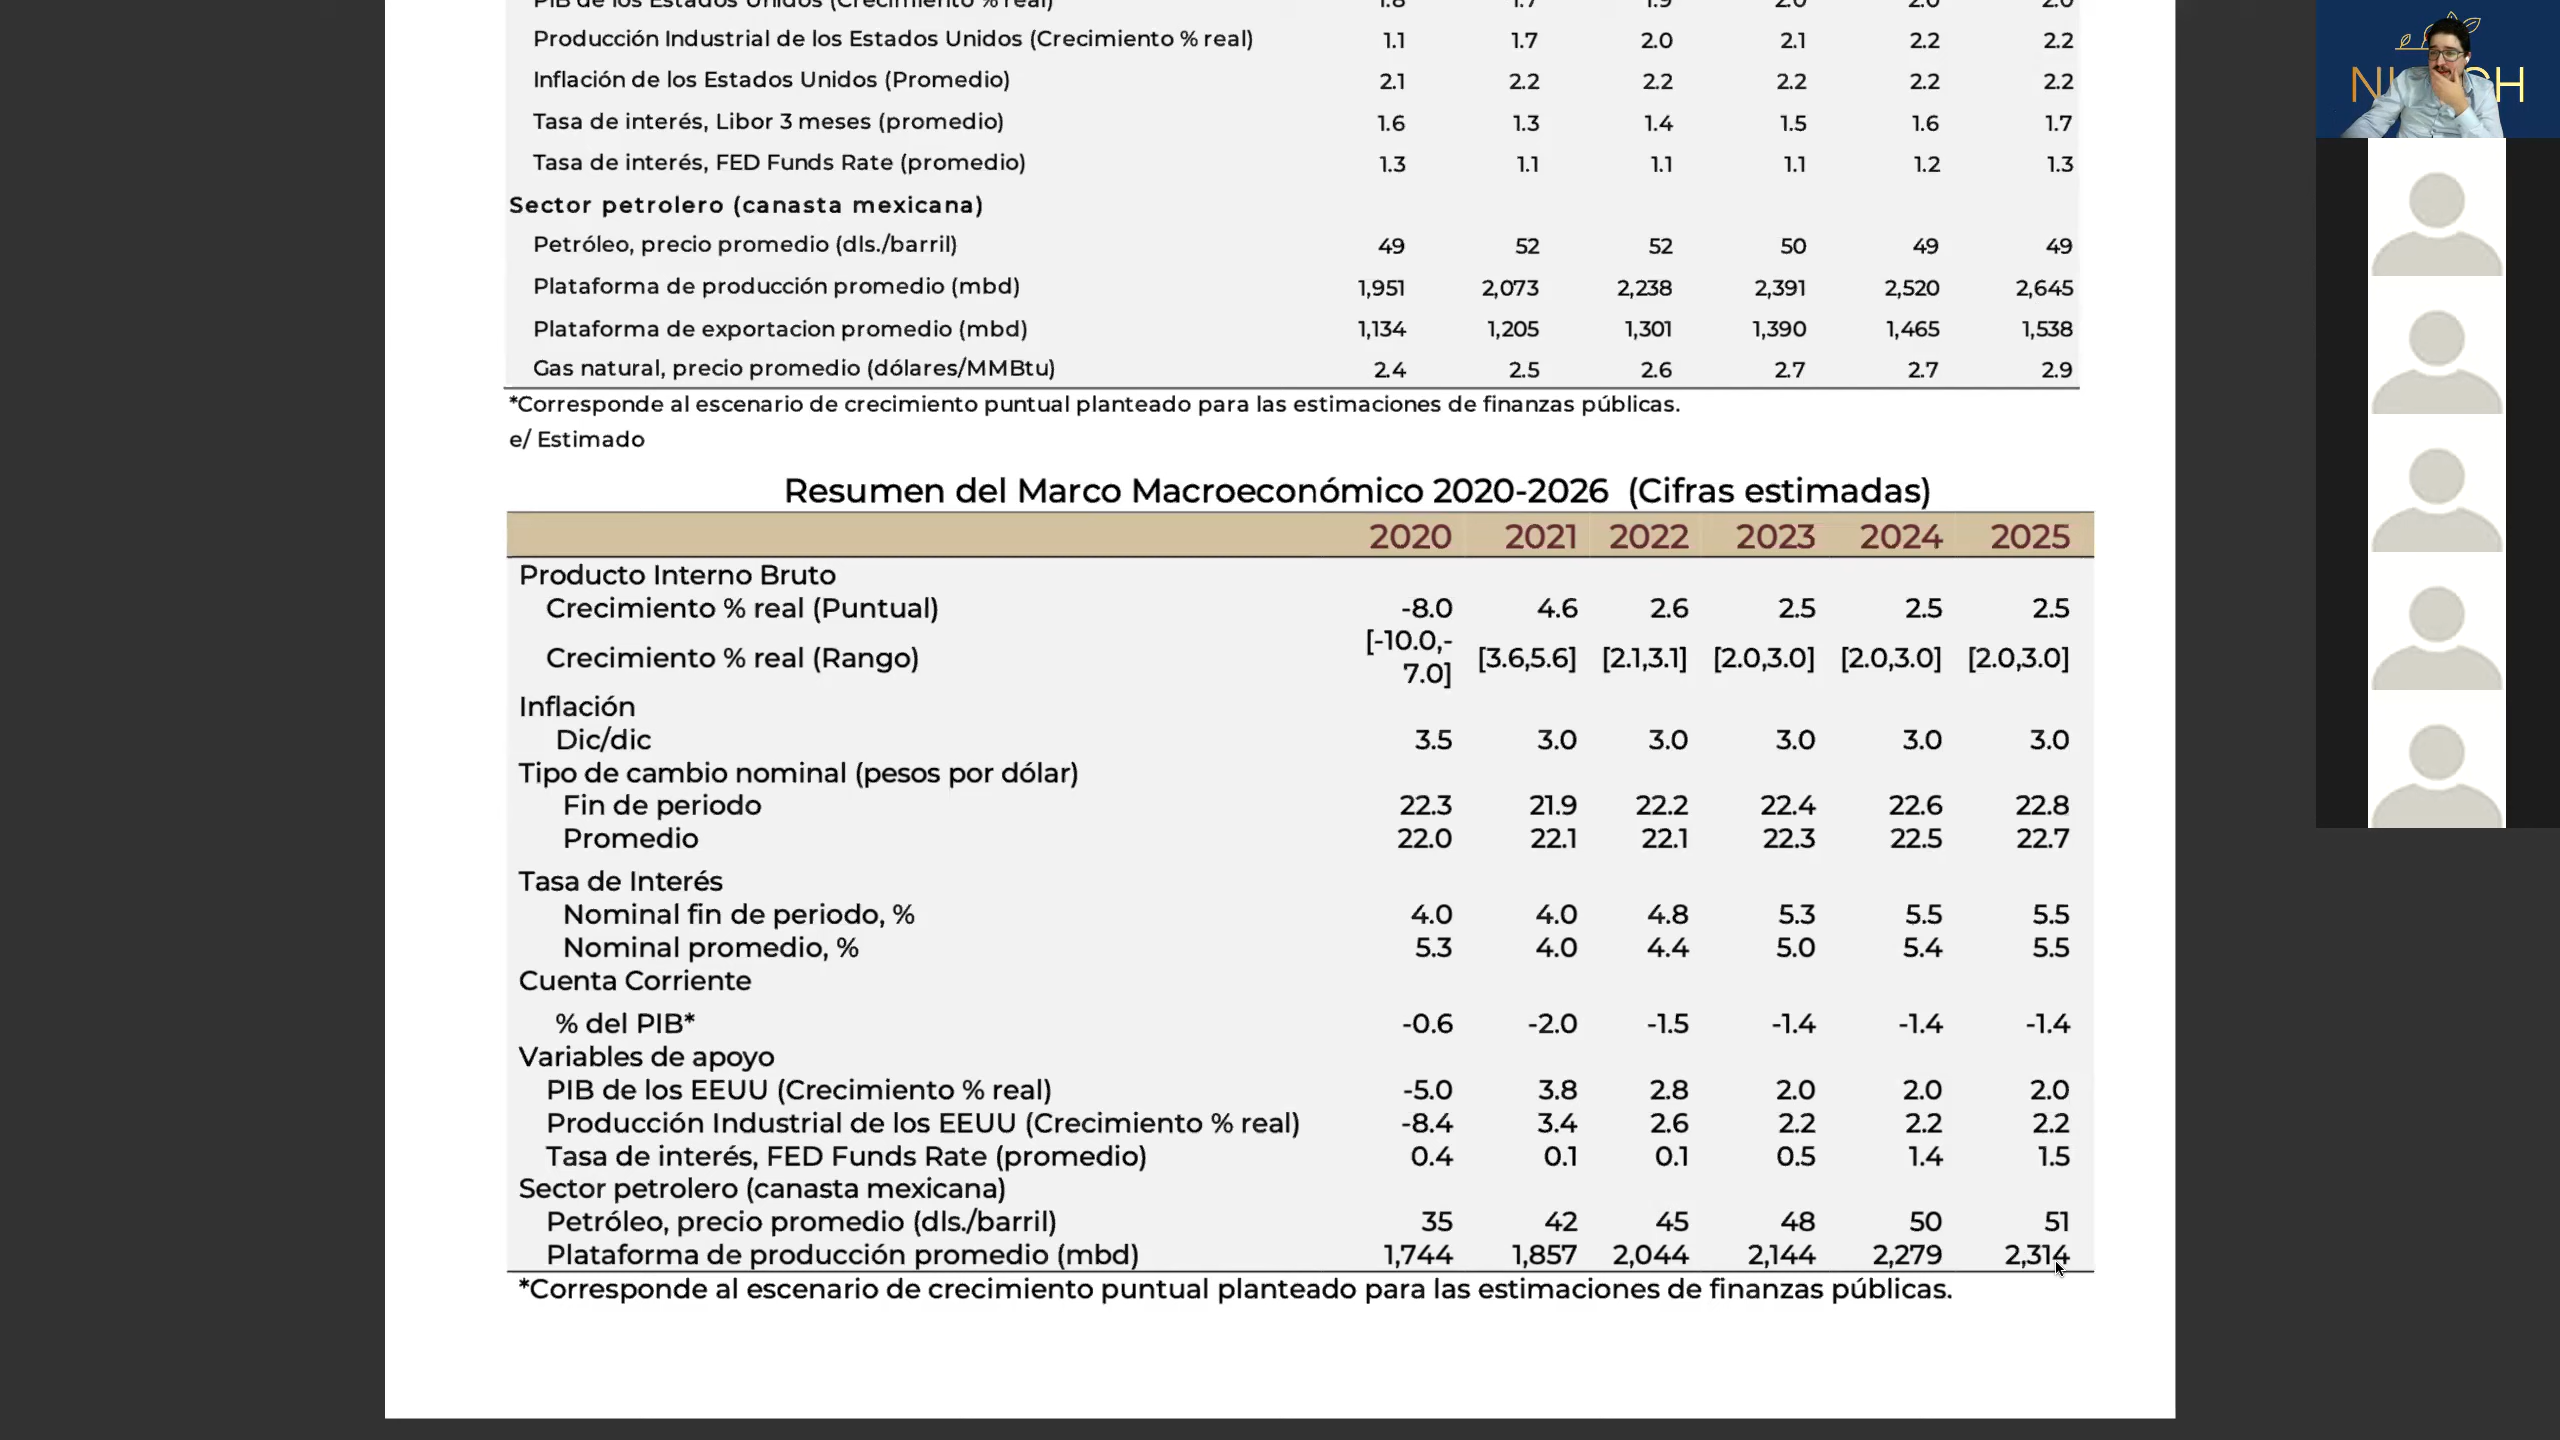 PIB de los Estados Unidos (Crecimiento % real) 1.8 1.7 1.9 2.0 2.0 2.0
Producción Industrial de los Estados Unidos (Crecimiento % real) 1.1 1.7 2.0 2.1 2.2 2.2
Inflación de los Estados Unidos (Promedio) 2.1 2.2 2.2 2.2 2.2 2.2
Tasa de interés, Libor 3 meses (promedio) 1.6 1.3 1.4 1.5 1.6 1.7
Tasa de interés, FED Funds Rate (promedio) 1.3 1.1 1.1 1.1 1.2 1.3
Sector petrolero (canasta mexicana)
Petróleo, precio promedio (dls./barril) 49 52 52 50 49 49
Plataforma de producción promedio (mbd) 1,951 2,073 2,238 2,391 2,520 2,645
Plataforma de exportacion promedio (mbd) 1,134 1,205 1,301 1,390 1,465 1,538
Gas natural, precio promedio (dólares/MMBtu) 2.4 2.5 2.6 2.7 2.7 2.9
*Corresponde al escenario de crecimiento puntual planteado para las estimaciones de finanzas públicas.
e/ Estimado
Resumen del Marco Macroeconómico 2020-2026 (Cifras estimadas)
2020 2021 2022 2023 2024 2025
Producto Interno Bruto
Crecimiento % real (Puntual) -8.0 4.6 2.6 2.5 2.5 2.5
Crecimiento % real (Rango) [-10.0,-7.0] [3.6,5.6] [2.1,3.1] [2.0,3.0] [2.0,3.0] [2.0,3.0]
Inflación
Dic/dic 3.5 3.0 3.0 3.0 3.0 3.0
Tipo de cambio nominal (pesos por dólar)
Fin de periodo 22.3 21.9 22.2 22.4 22.6 22.8
Promedio 22.0 22.1 22.1 22.3 22.5 22.7
Tasa de Interés
Nominal fin de periodo, % 4.0 4.0 4.8 5.3 5.5 5.5
Nominal promedio, % 5.3 4.0 4.4 5.0 5.4 5.5
Cuenta Corriente
% del PIB* -0.6 -2.0 -1.5 -1.4 -1.4 -1.4
Variables de apoyo
PIB de los EEUU (Crecimiento % real) -5.0 3.8 2.8 2.0 2.0 2.0
Producción Industrial de los EEUU (Crecimiento % real) -8.4 3.4 2.6 2.2 2.2 2.2
Tasa de interés, FED Funds Rate (promedio) 0.4 0.1 0.1 0.5 1.4 1.5
Sector petrolero (canasta mexicana)
Petróleo, precio promedio (dls./barril) 35 42 45 48 50 51
Plataforma de producción promedio (mbd) 1,744 1,857 2,044 2,144 2,279 2,314
*Corresponde al escenario de crecimiento puntual planteado para las estimaciones de finanzas públicas.